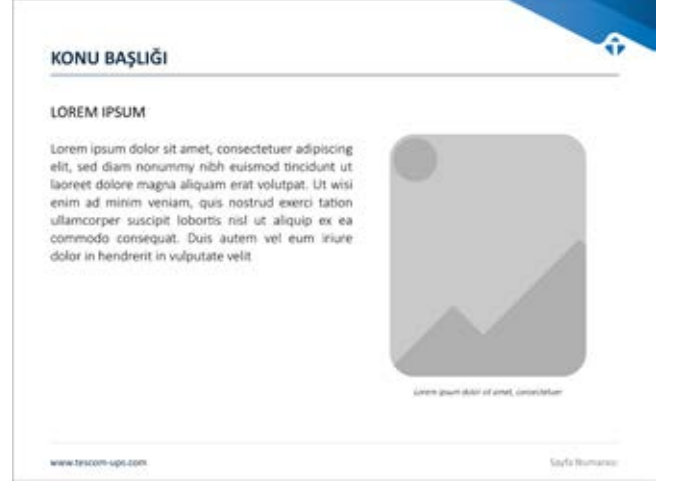 KONU BAŞLIĞI
LOREM IPSUM
Lorem ipsum dolor sit amet, consectetuer adipiscing
elit, sed diam nonummy nibh euismod tincidunt ut
laoreet dolore magna aliquam erat volutpat. Ut wisi
enim ad minim veniam, quis nostrud exerci tation
ullamcorper suscipit lobortis nisl ut aliquip ex ea
commodo consequat. Duis autem vel eum iriure
dolor in hendrerit in vulputate velit
Lorem ipsum dolor sit amet, consectetuer
www.tescom-ups.com
Sayfa Numarası